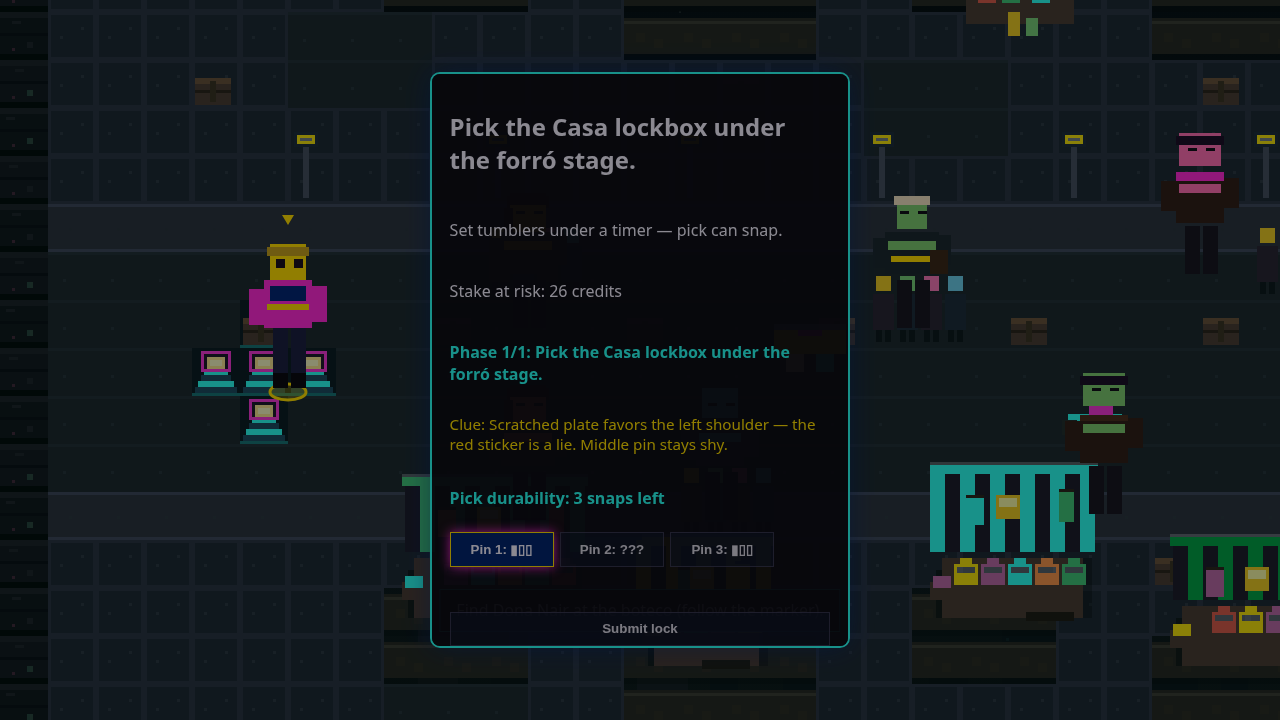 Pick the Casa lockbox under
the forró stage.
Set tumblers under a timer — pick can snap.
Stake at risk: 26 credits
Phase 1/1: Pick the Casa lockbox under the
forró stage.
Clue: Scratched plate favors the left shoulder — the
red sticker is a lie. Middle pin stays shy.
Pick durability: 3 snaps left
Pin 1: ▮▯▯ Pin 2: ??? Pin 3: ▮▯▯
Submit lock